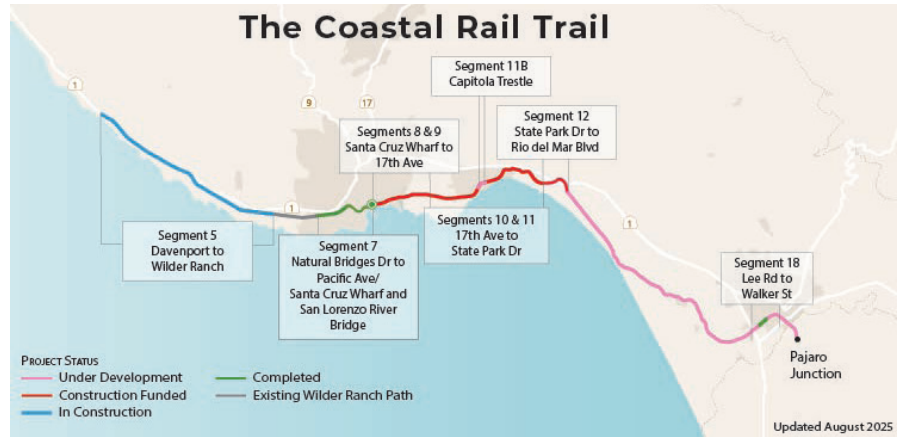 The Coastal Rail Trail
1
9
17
Segment 11B
Capitola Trestle
Segments 8 & 9
Santa Cruz Wharf to
17th Ave
Segment 12
State Park Dr to
Rio del Mar Blvd
1
1
Segment 5
Davenport to
Wilder Ranch
Segment 7
Natural Bridges Dr to
Pacific Ave/
Santa Cruz Wharf and
San Lorenzo River
Bridge
Segments 10 & 11
17th Ave to
State Park Dr
Segment 18
Lee Rd to
Walker St
Pajaro
Junction
Project Status
Under Development
Construction Funded
In Construction
Completed
Existing Wilder Ranch Path
Updated August 2025